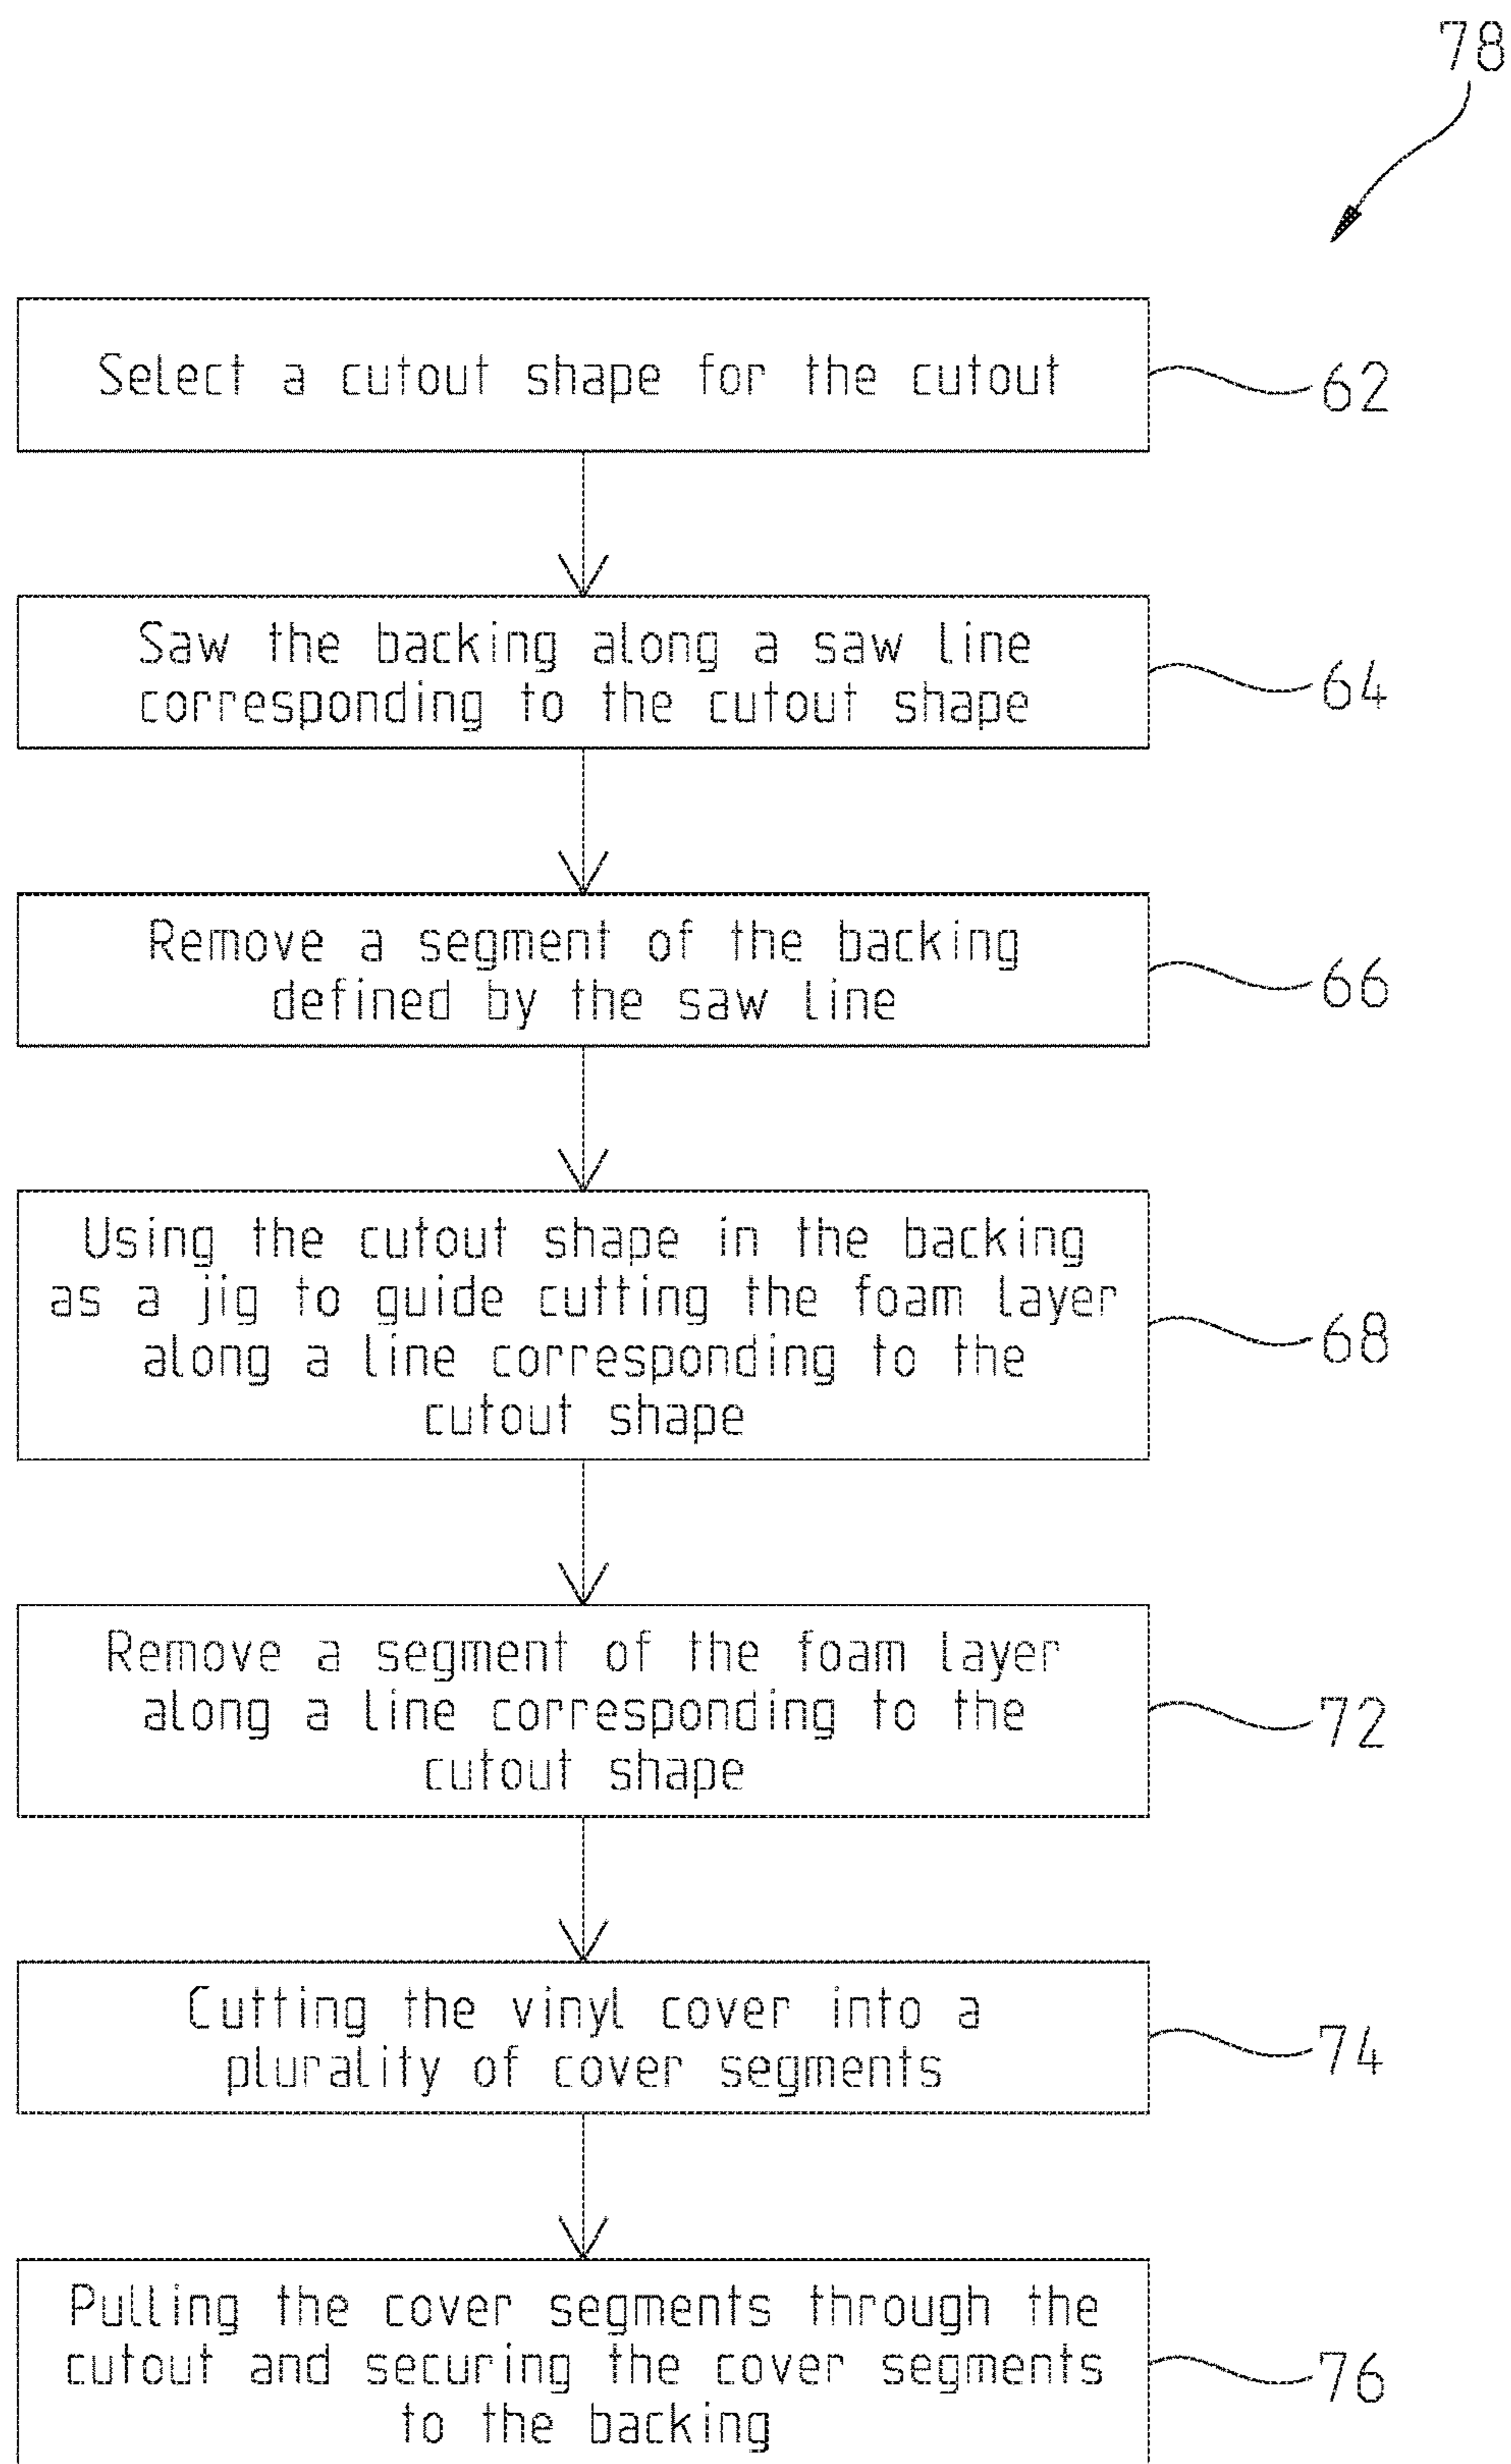 78
Select a cutout shape for the cutout
62
Saw the backing along a saw line
corresponding to the cutout shape
64
Remove a segment of the backing
defined by the saw line
66
Using the cutout shape in the backing
as a jig to guide cutting the foam layer
along a line corresponding to the
cutout shape
68
Remove a segment of the foam layer
along a line corresponding to the
cutout shape
72
Cutting the vinyl cover into a
plurality of cover segments
74
Pulling the cover segments through the
cutout and securing the cover segments
to the backing
76